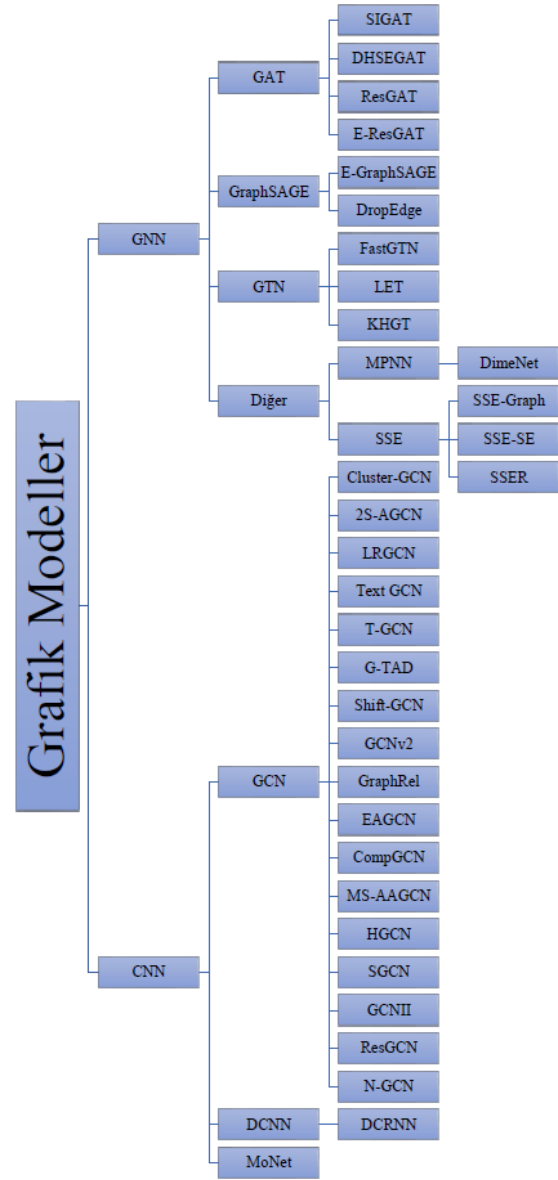 Grafik Modeller
GNN
GAT
SIGAT
DHSEGAT
ResGAT
E-ResGAT
GraphSAGE
E-GraphSAGE
DropEdge
GTN
FastGTN
LET
KHGT
Diğer
MPNN
DimeNet
SSE
SSE-Graph
SSE-SE
SSER
CNN
GCN
Cluster-GCN
2S-AGCN
LRGCN
Text GCN
T-GCN
G-TAD
Shift-GCN
GCNv2
GraphRel
EAGCN
CompGCN
MS-AAGCN
HGCN
SGCN
GCNII
ResGCN
N-GCN
DCNN
DCRNN
MoNet